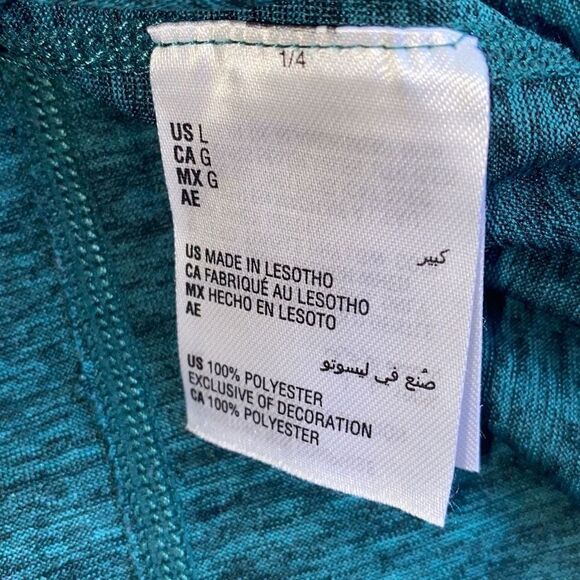 1/4
US L
CA G
MX G
AE
كبير
US MADE IN LESOTHO
CA FABRIQUÉ AU LESOTHO
MX HECHO EN LESOTO
AE
صُنع في ليسوتو
US 100% POLYESTER
EXCLUSIVE OF DECORATION
CA 100% POLYESTER